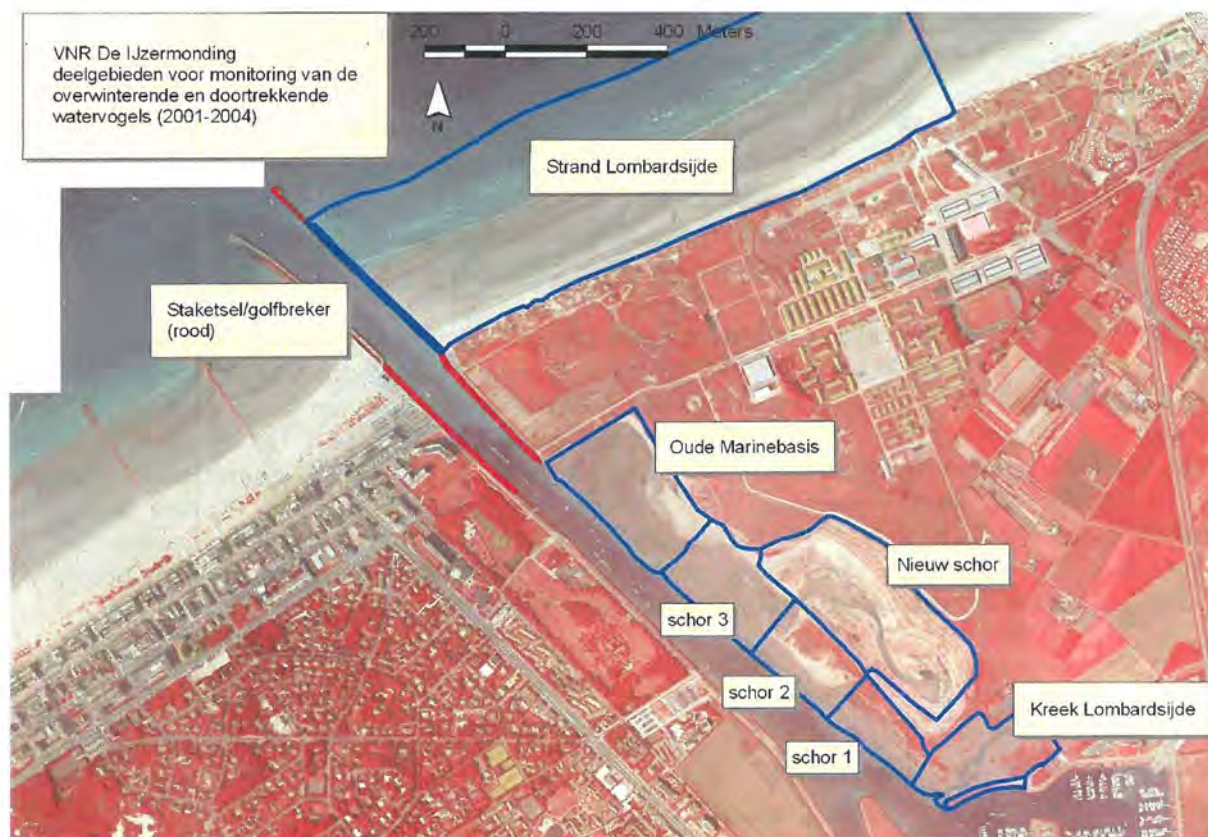 VNR De IJzermonding
deelgebieden voor monitoring van de
overwinterende en doortrekkende
watervogels (2001-2004)
200 0 200 400 Meters
N
Strand Lombardsijde
Staketsel/golfbreker
(rood)
Oude Marinebasis
Nieuw schor
schor 3
schor 2
Kreek Lombardsijde
schor 1